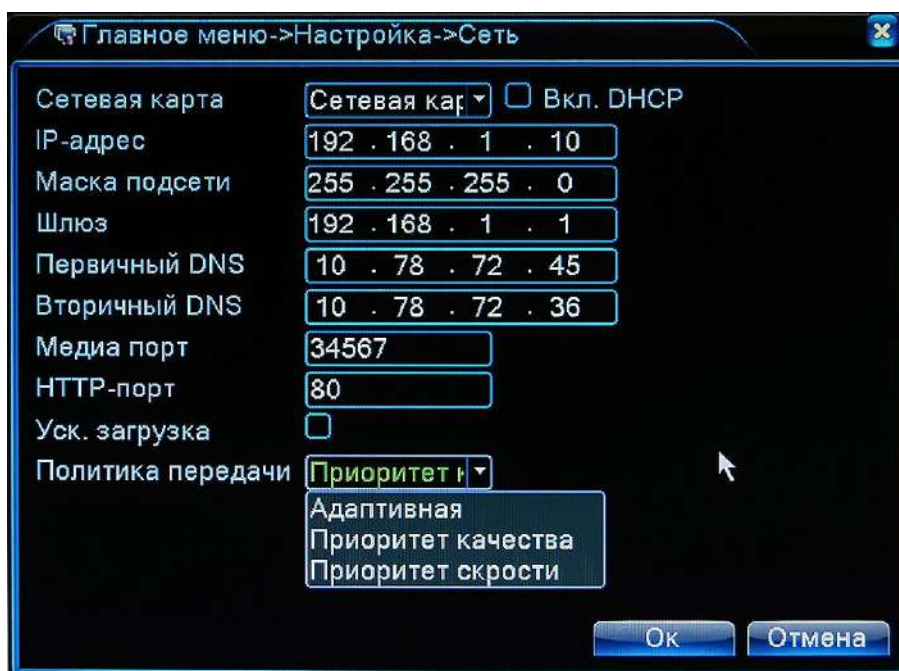 Главное меню->Настройка->Сеть
Сетевая карта Сетевая кар Вкл. DHCP
IP-адрес 192 . 168 . 1 . 10
Маска подсети 255 . 255 . 255 . 0
Шлюз 192 . 168 . 1 . 1
Первичный DNS 10 . 78 . 72 . 45
Вторичный DNS 10 . 78 . 72 . 36
Медиа порт 34567
HTTP-порт 80
Уск. загрузка
Политика передачи Приоритет
Адаптивная
Приоритет качества
Приоритет скрости
Ок Отмена